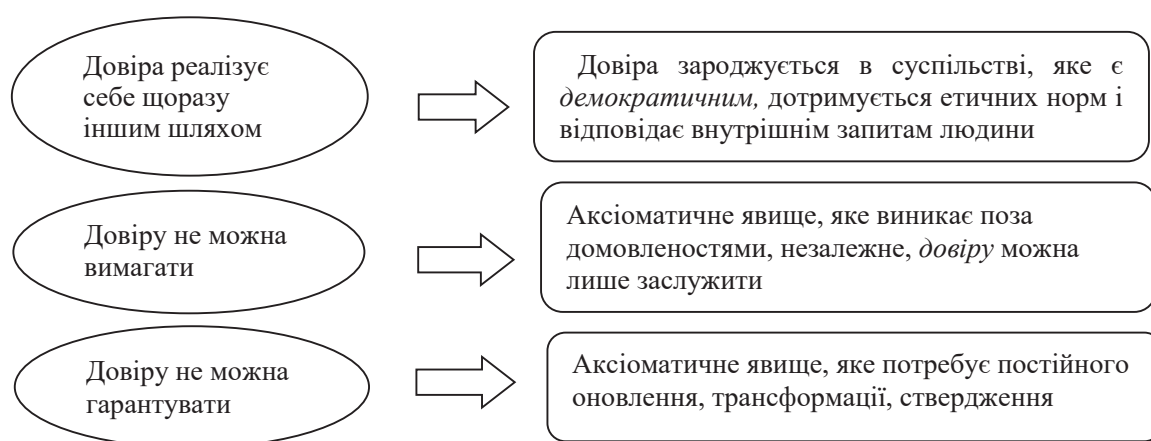 Довіра реалізує
себе щоразу
іншим шляхом
Довіра зароджується в суспільстві, яке є
демократичним, дотримується етичних норм і
відповідає внутрішнім запитам людини
Довіру не можна
вимагати
Аксіоматичне явище, яке виникає поза
домовленостями, незалежне, довіру можна
лише заслужити
Довіру не можна
гарантувати
Аксіоматичне явище, яке потребує постійного
оновлення, трансформації, ствердження